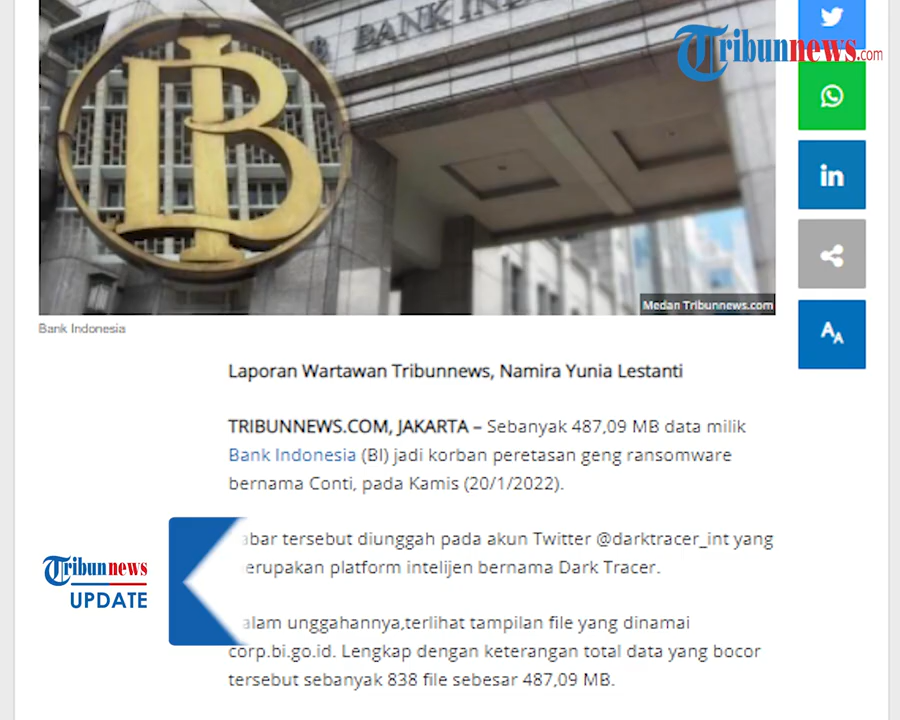 BANK IND
Tribunnews.com
Medan Tribunnews.com
Bank Indonesia
Laporan Wartawan Tribunnews, Namira Yunia Lestanti
TRIBUNNEWS.COM, JAKARTA – Sebanyak 487,09 MB data milik
Bank Indonesia (BI) jadi korban peretasan geng ransomware
bernama Conti, pada Kamis (20/1/2022).
abar tersebut diunggah pada akun Twitter @darktracer_int yang
erupakan platform intelijen bernama Dark Tracer.
Tribunnews
UPDATE
alam unggahannya,terlihat tampilan file yang dinamai
corp.bi.go.id. Lengkap dengan keterangan total data yang bocor
tersebut sebanyak 838 file sebesar 487,09 MB.